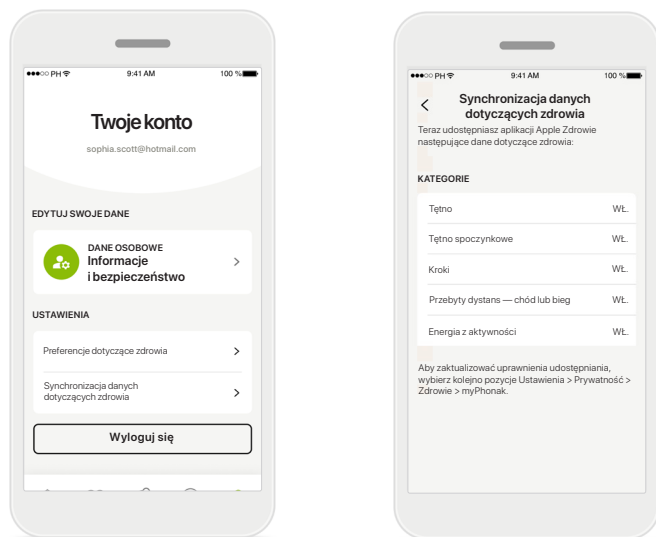 PH 9:41 AM 100 %
Twoje konto
sophia.scott@hotmail.com
EDYTUJ SWOJE DANE
DANE OSOBOWE
Informacje
i bezpieczeństwo
USTAWIENIA
Preferencje dotyczące zdrowia
Synchronizacja danych
dotyczących zdrowia
Wyloguj się
PH 9:41 AM 100 %
Synchronizacja danych
dotyczących zdrowia
Teraz udostępniasz aplikacji Apple Zdrowie
następujące dane dotyczące zdrowia:
KATEGORIE
Tętno WŁ.
Tętno spoczynkowe WŁ.
Kroki WŁ.
Przebyty dystans — chód lub bieg WŁ.
Energia z aktywności WŁ.
Aby zaktualizować uprawnienia udostępniania,
wybierz kolejno pozycje Ustawienia > Prywatność >
Zdrowie > myPhonak.